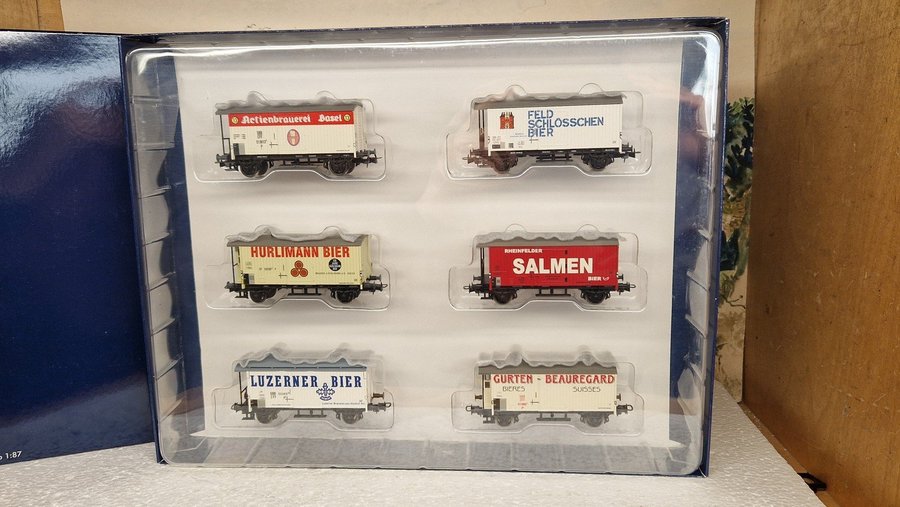 Actienbrauerei Basel
FELD
SCHLÖSSCHEN
BIER
HÜRLIMANN BIER
RHEINFELDER
SALMEN
BIER
LUZERNER BIER
GURTEN - BEAUREGARD
BIERES SUISSES
1:87